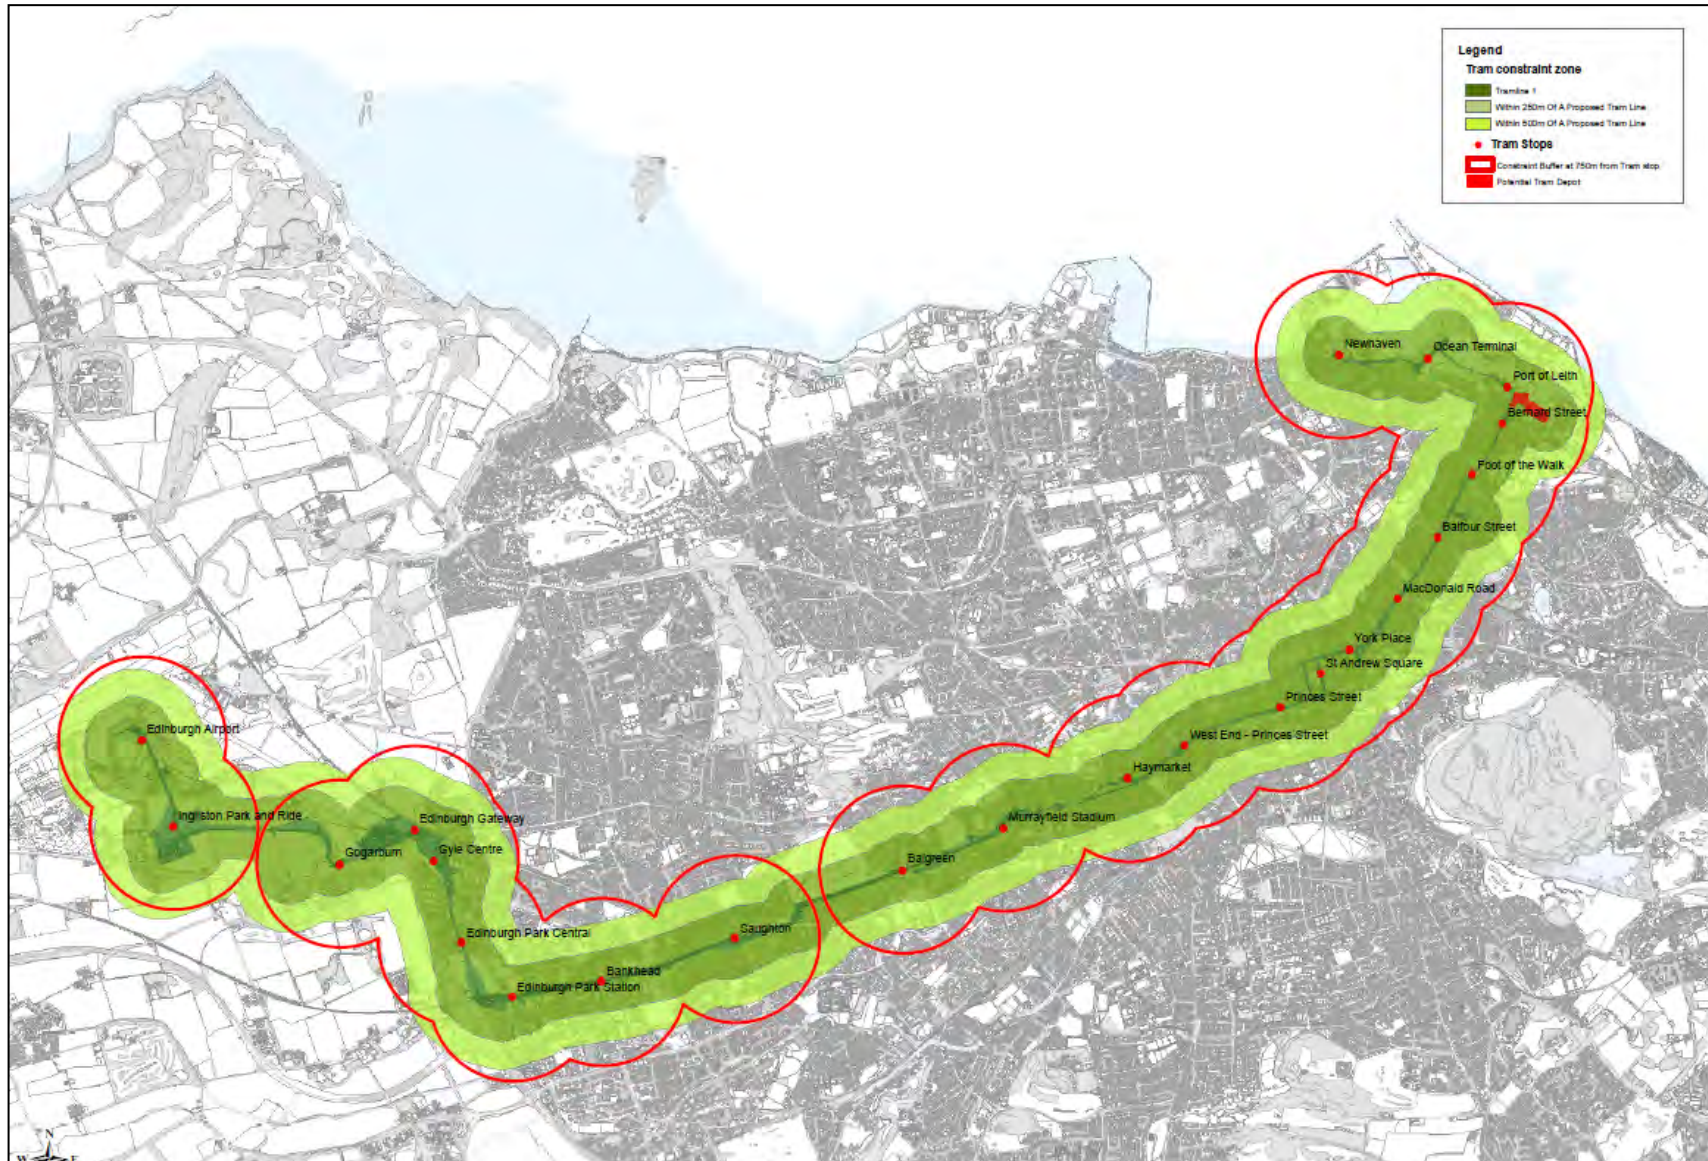 Legend
Tram constraint zone
Tramline 1
Within 250m Of A Proposed Tram Line
Within 500m Of A Proposed Tram Line
Tram Stops
Constraint Buffer at 750m from Tram stop
Potential Tram Depot
Newhaven
Ocean Terminal
Port of Leith
Bernard Street
Foot of the Walk
Balfour Street
MacDonald Road
York Place
St Andrew Square
Princes Street
West End - Princes Street
Haymarket
Murrayfield Stadium
Balgreen
Saughton
Bankhead
Edinburgh Park Station
Edinburgh Park Central
Gyle Centre
Edinburgh Gateway
Gogarburn
Ingliston Park and Ride
Edinburgh Airport
N
W E